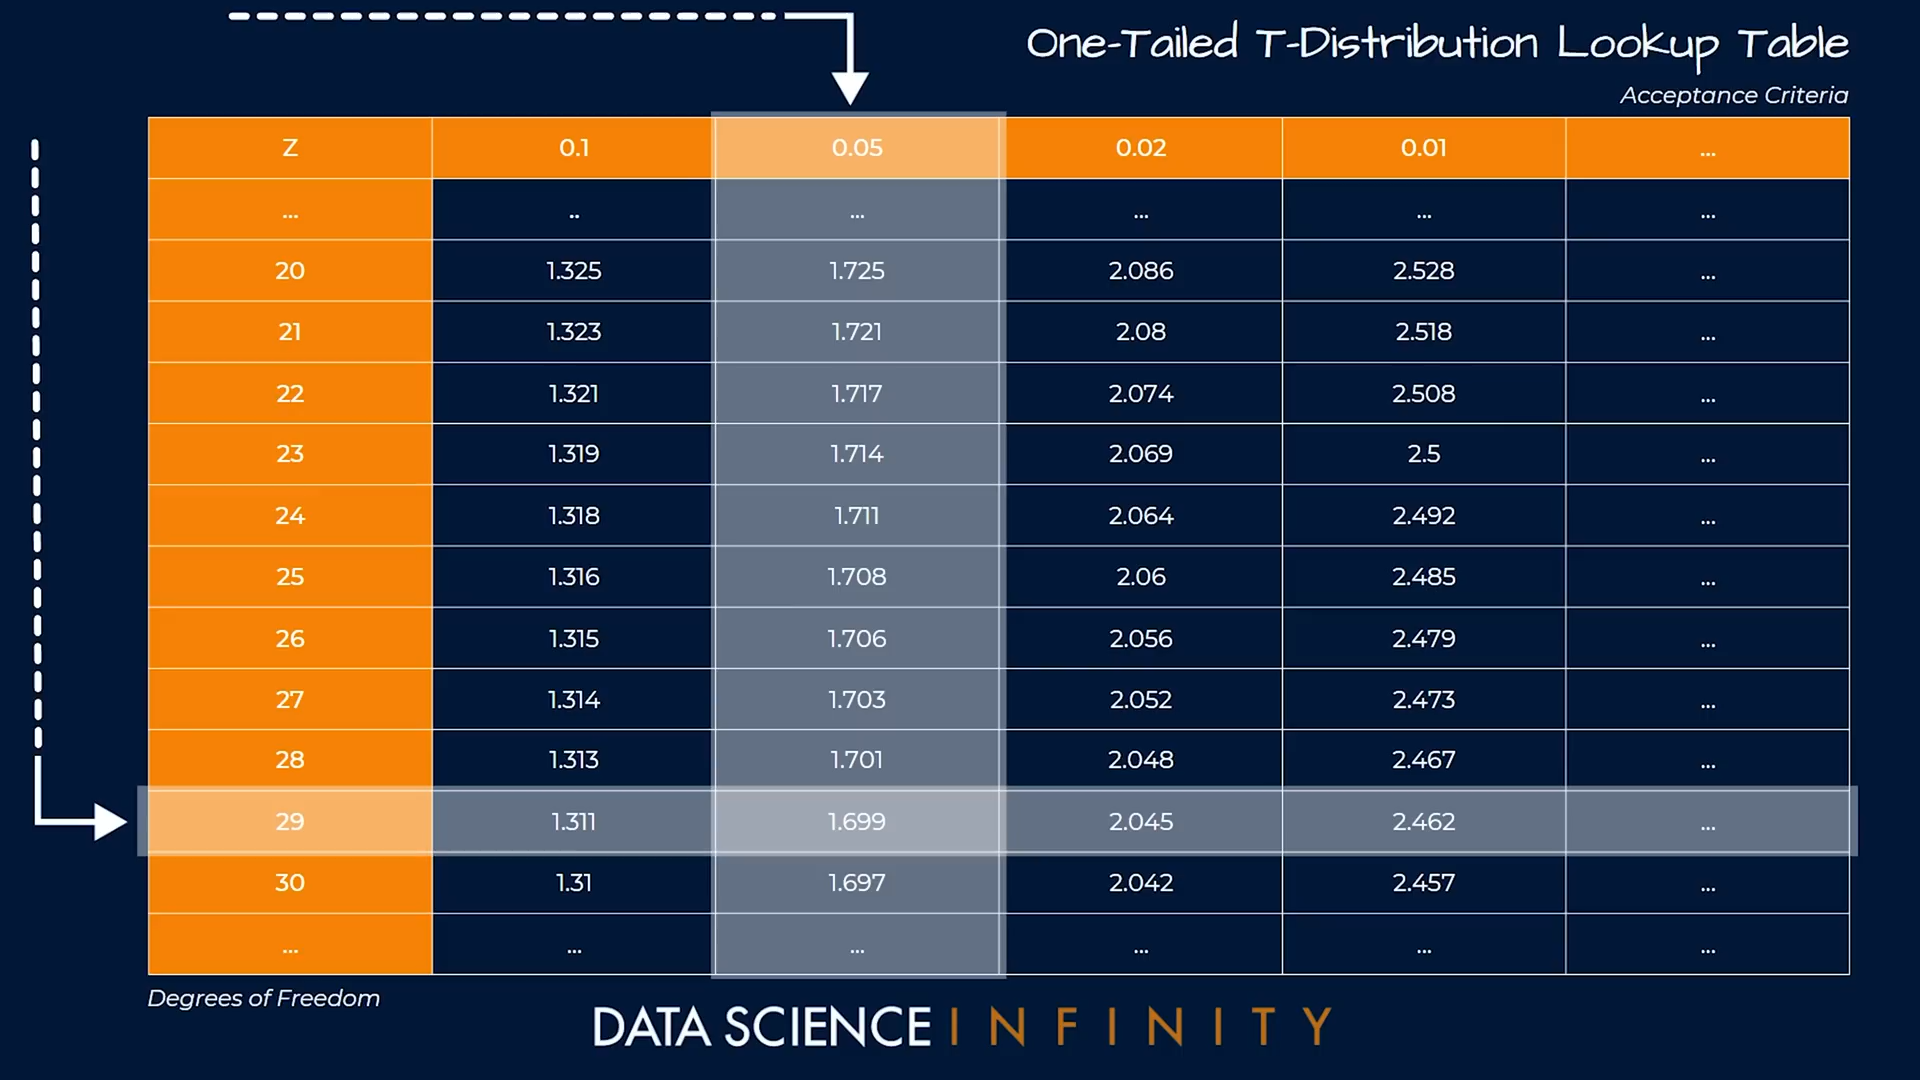 One-Tailed T-Distribution Lookup Table
Acceptance Criteria
Z 0.1 0.05 0.02 0.01 ...
... .. ... ... ... ...
20 1.325 1.725 2.086 2.528 ...
21 1.323 1.721 2.08 2.518 ...
22 1.321 1.717 2.074 2.508 ...
23 1.319 1.714 2.069 2.5 ...
24 1.318 1.711 2.064 2.492 ...
25 1.316 1.708 2.06 2.485 ...
26 1.315 1.706 2.056 2.479 ...
27 1.314 1.703 2.052 2.473 ...
28 1.313 1.701 2.048 2.467 ...
29 1.311 1.699 2.045 2.462 ...
30 1.31 1.697 2.042 2.457 ...
... ... ... ... ... ...
Degrees of Freedom
DATA SCIENCE INFINITY